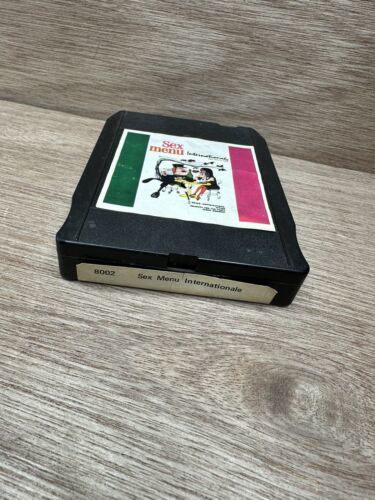 Sex
menu Internationale
8002 Sex Menu Internationale